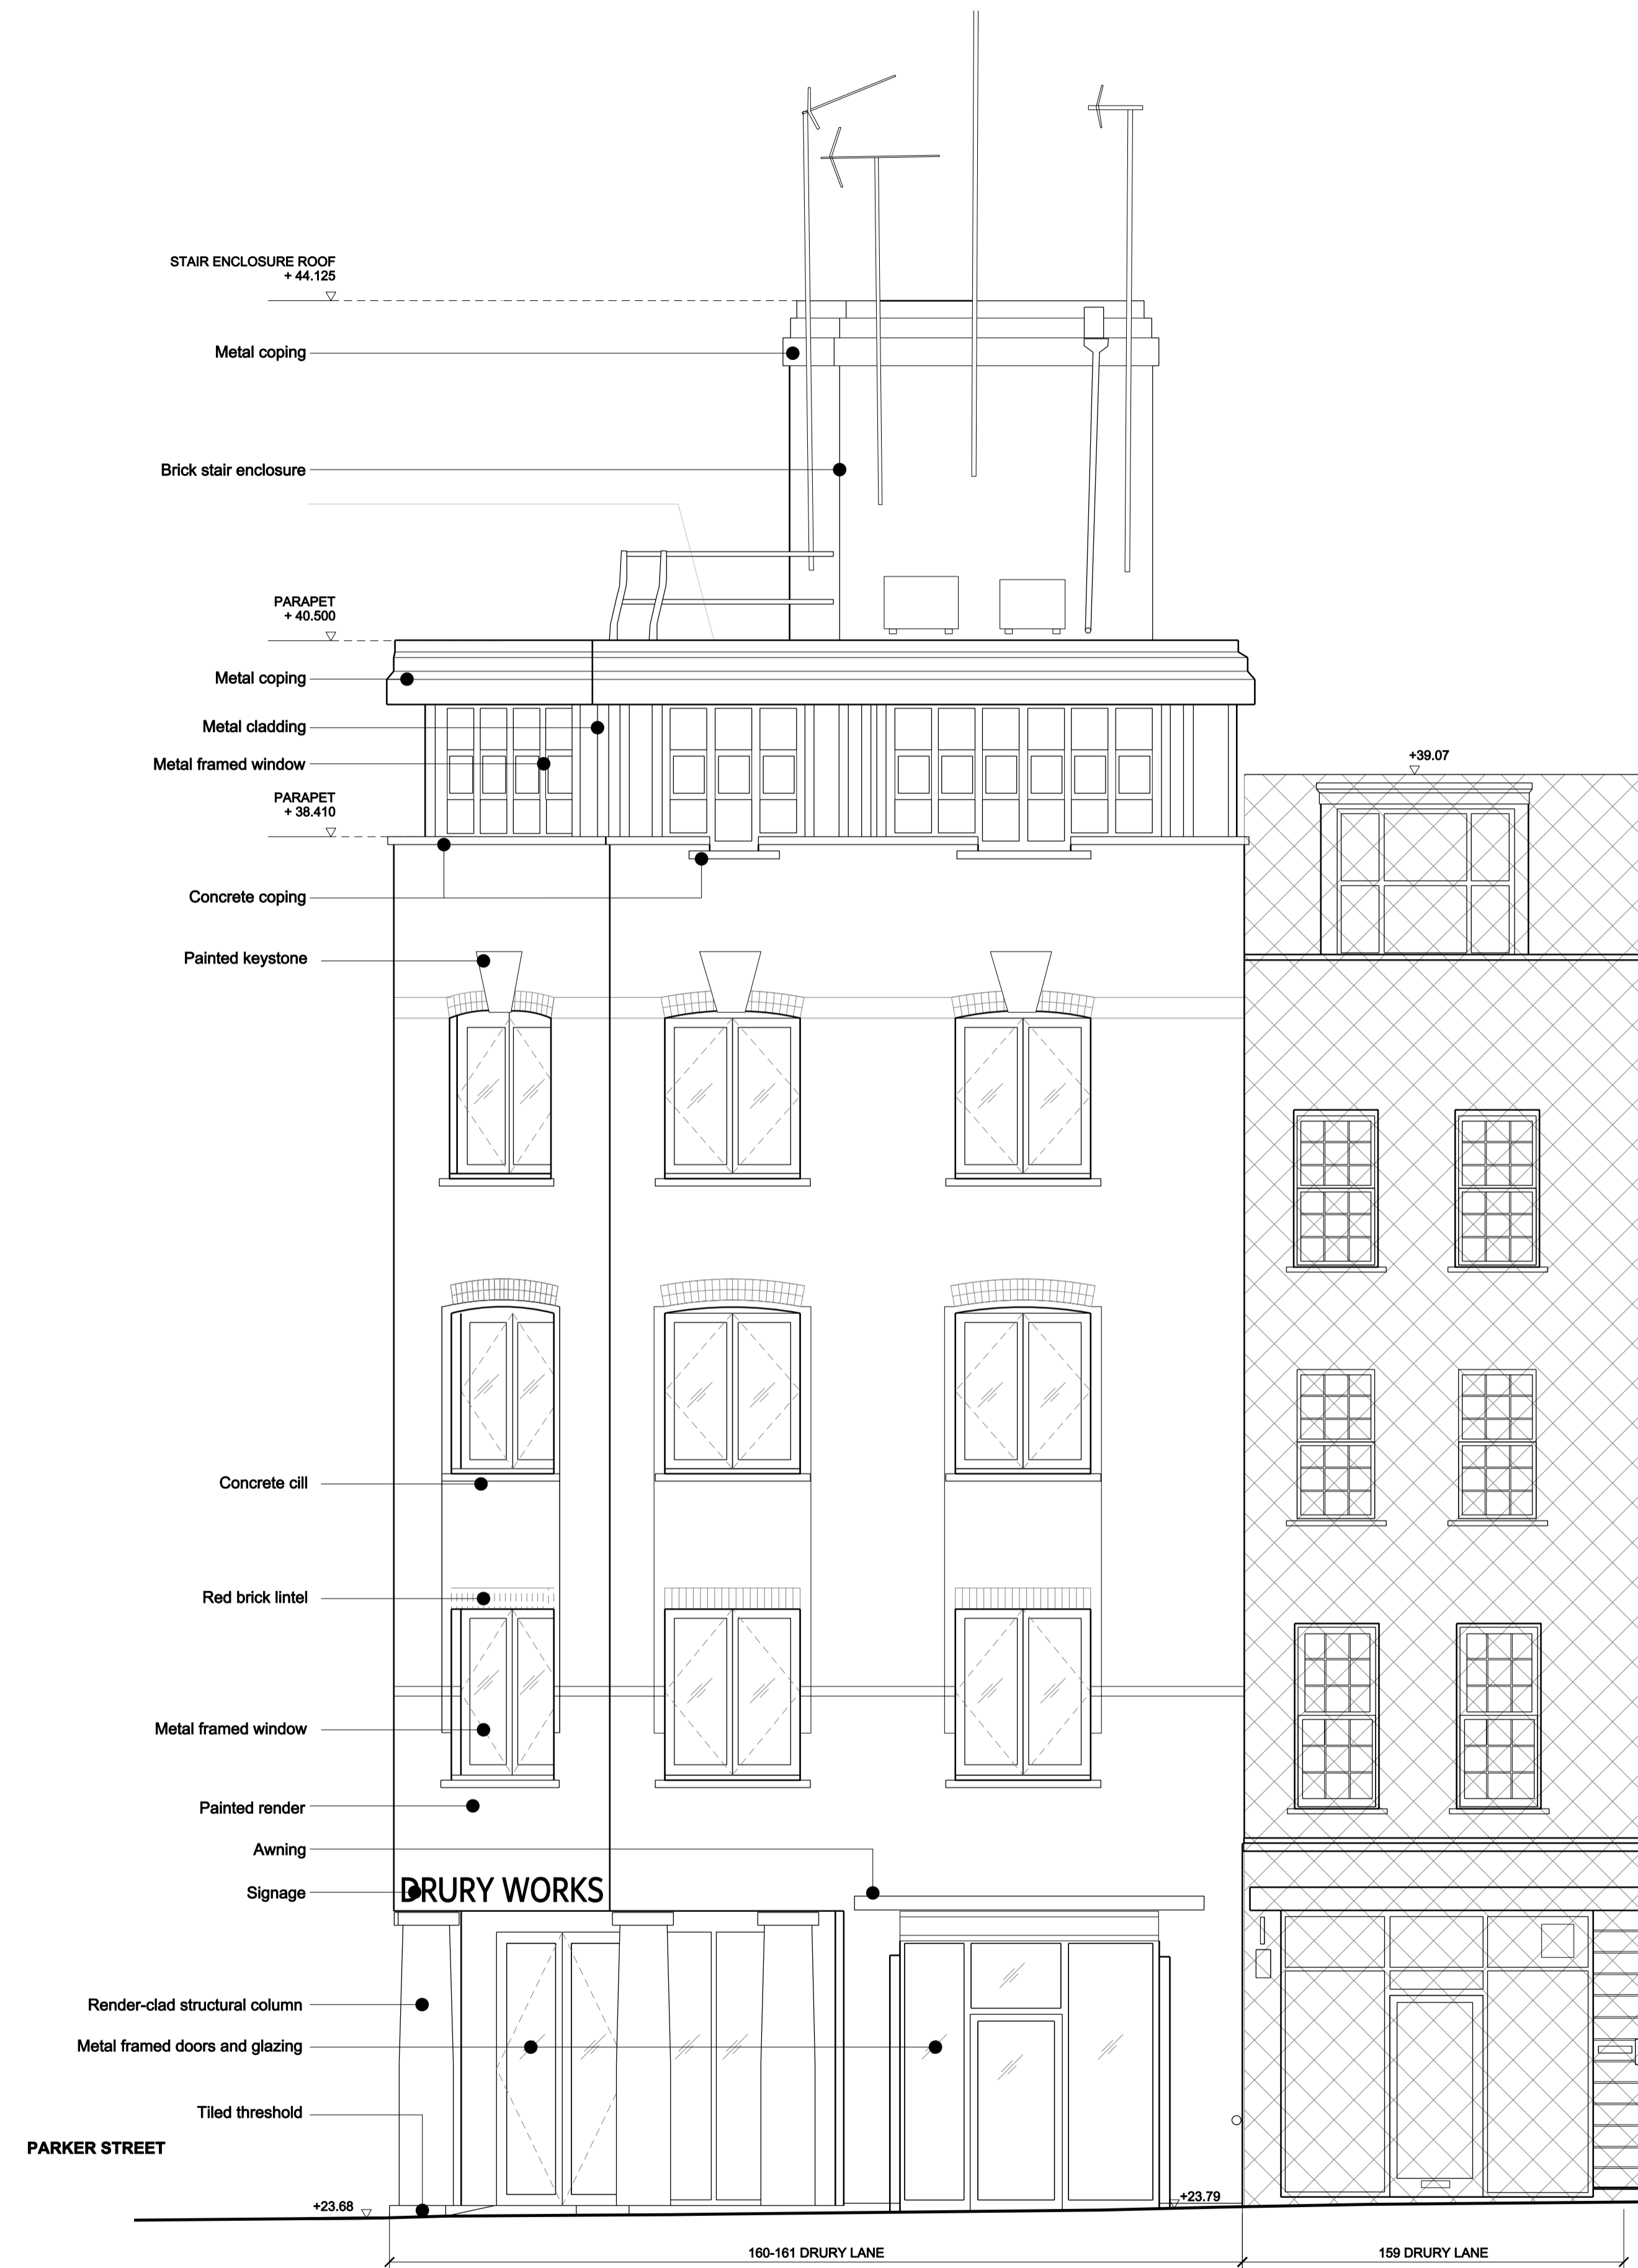 STAIR ENCLOSURE ROOF
+ 44.125
Metal coping
Brick stair enclosure
PARAPET
+ 40.500
Metal coping
Metal cladding
Metal framed window
+39.07
PARAPET
+ 38.410
Concrete coping
Painted keystone
Concrete cill
Red brick lintel
Metal framed window
Painted render
Awning
Signage
DRURY WORKS
Render-clad structural column
Metal framed doors and glazing
Tiled threshold
PARKER STREET
+23.68
+23.79
160-161 DRURY LANE
159 DRURY LANE